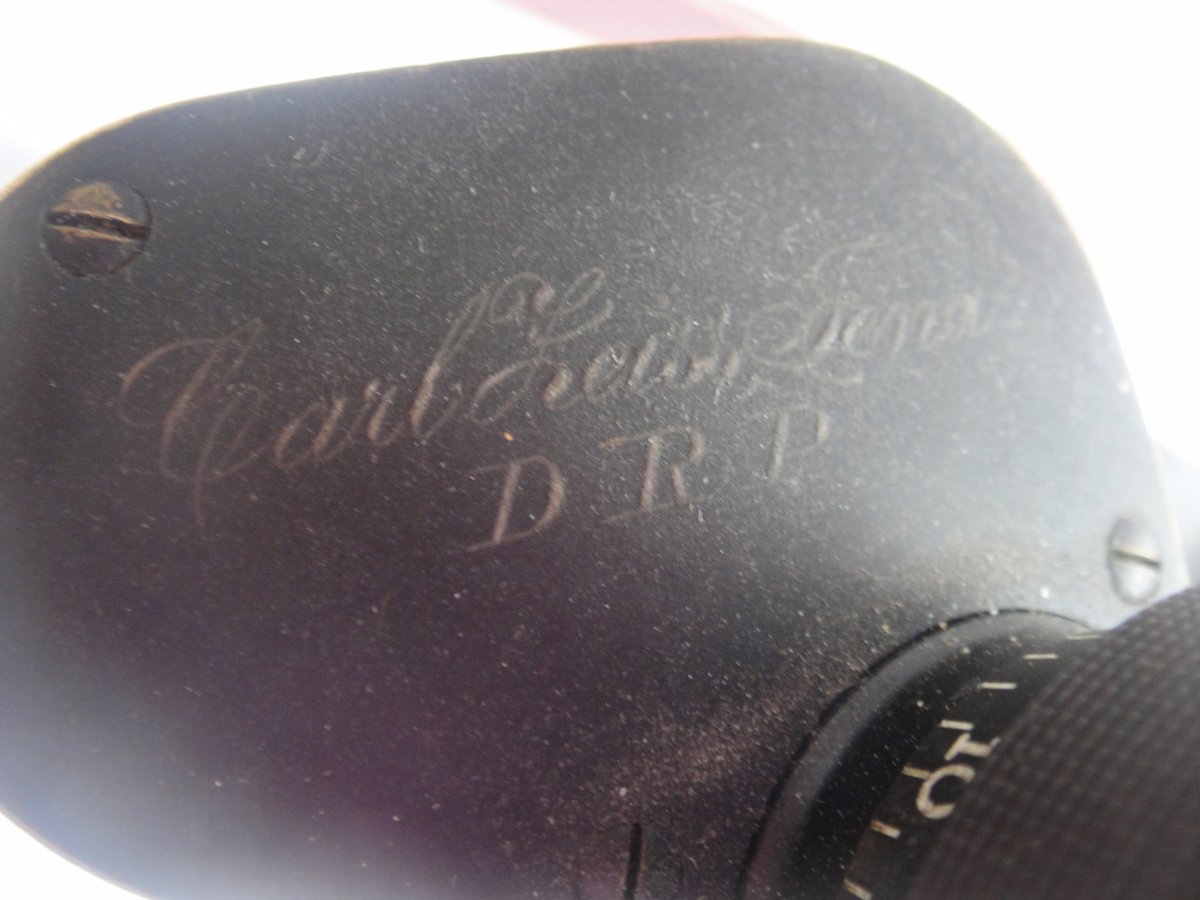 Carl Zeiss, Jena
D R P
10